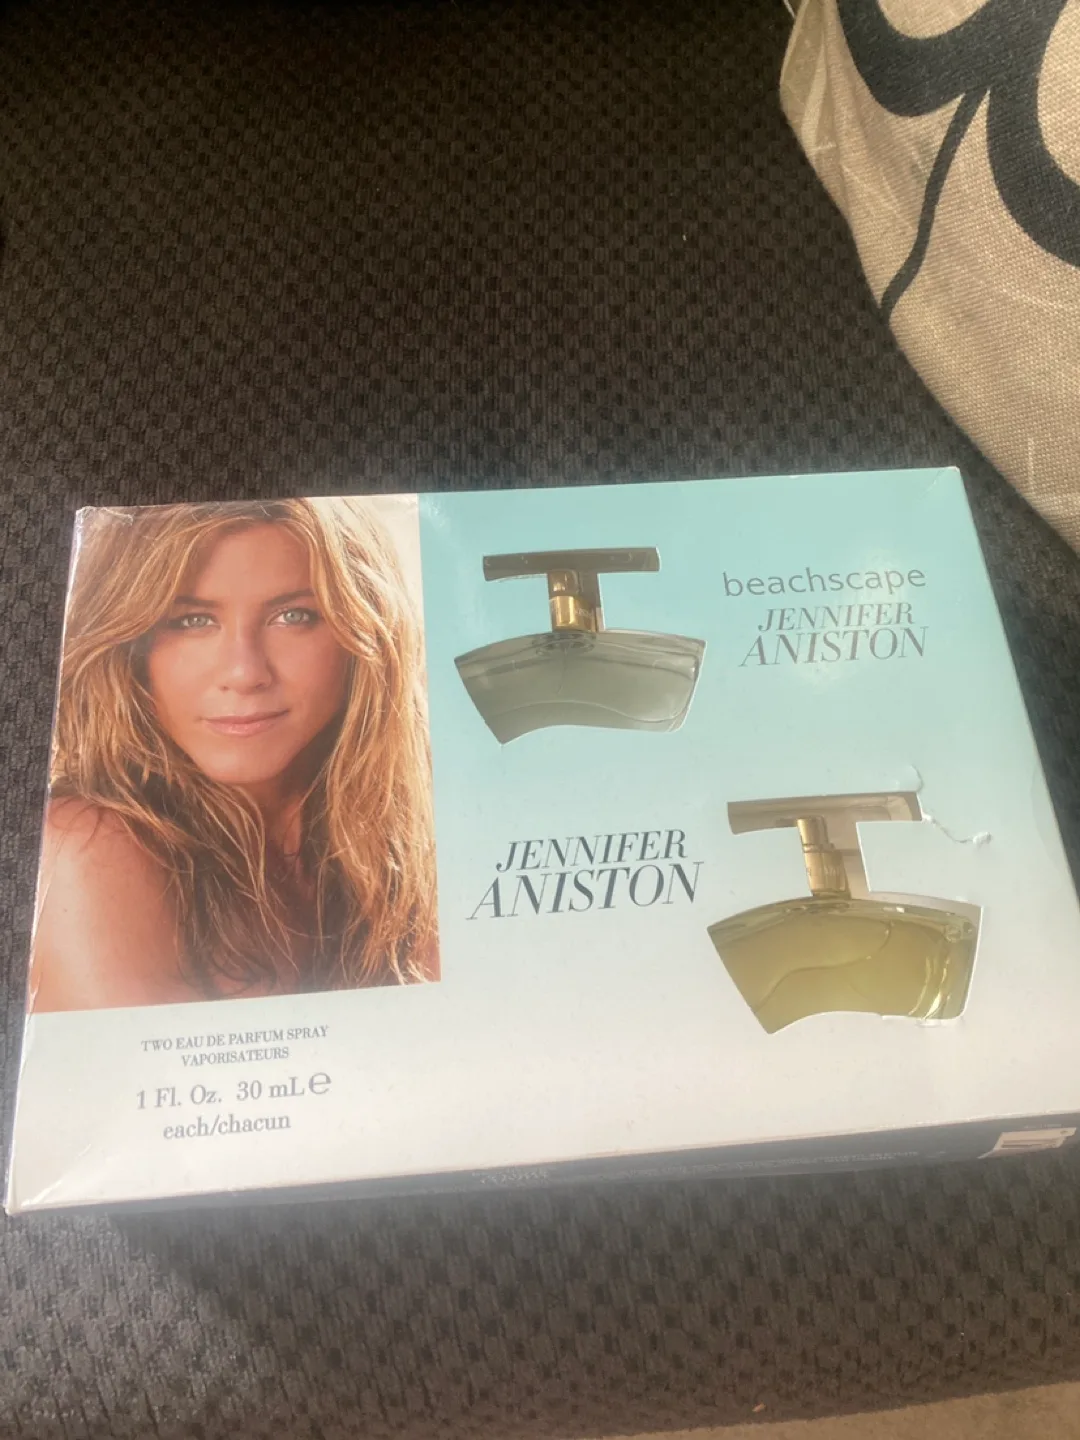 beachscape
JENNIFER
ANISTON
JENNIFER
ANISTON
TWO EAU DE PARFUM SPRAY
VAPORISATEURS
1 Fl. Oz. 30 mL ℮
each/chacun